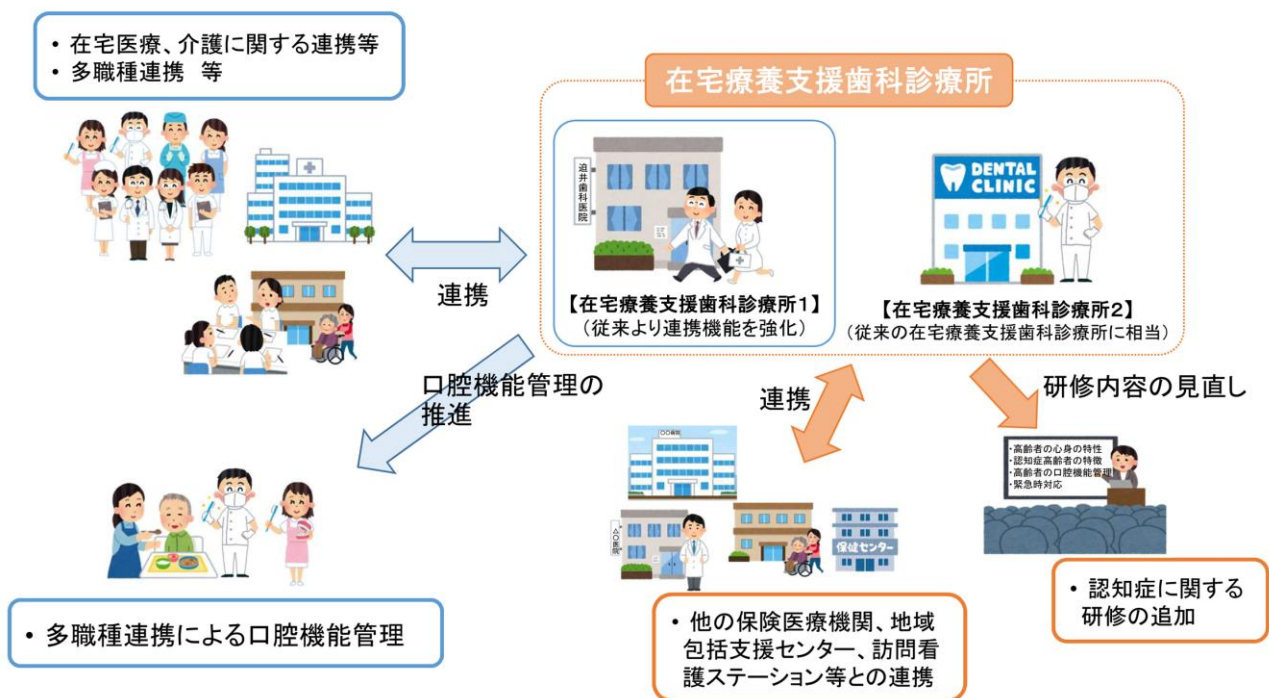 ・在宅医療、介護に関する連携等
・多職種連携 等
在宅療養支援歯科診療所
迫井歯科医院
DENTAL
CLINIC
連携
【在宅療養支援歯科診療所1】
（従来より連携機能を強化）
【在宅療養支援歯科診療所2】
（従来の在宅療養支援歯科診療所に相当）
口腔機能管理の
推進
連携
研修内容の見直し
〇〇病院
・高齢者の心身の特性
・認知症高齢者の特徴
・高齢者の口腔機能管理
・緊急時対応
△〇医院
保健センター
・多職種連携による口腔機能管理
・他の保険医療機関、地域
包括支援センター、訪問看
護ステーション等との連携
・認知症に関する
研修の追加